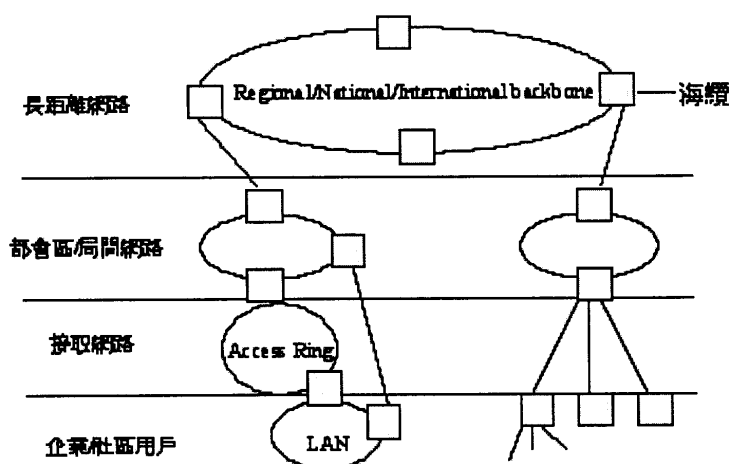 長距離網路
Regional/National/International backbone
海纜
都會區/局間網路
接取網路
Access Ring
企業/社區用戶
LAN